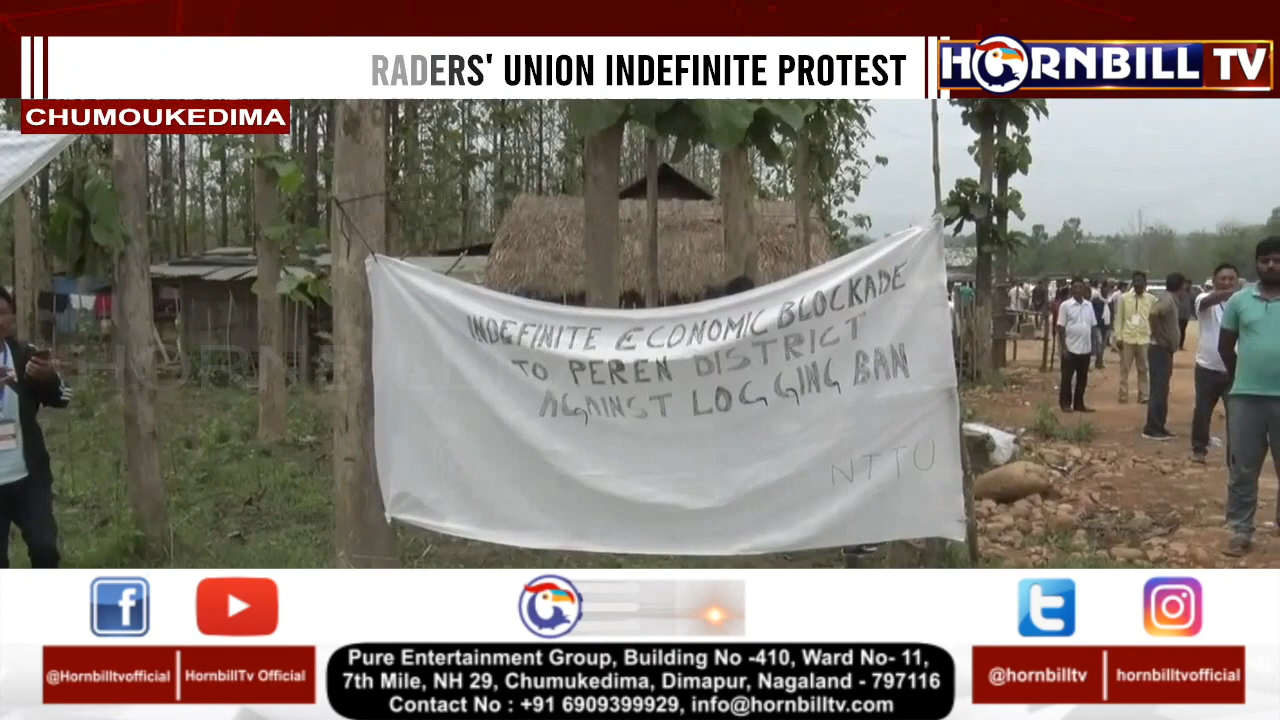 RADERS' UNION INDEFINITE PROTEST
HORNBILL TV
CHUMOUKEDIMA
HORNBILL
INDEFINITE ECONOMIC BLOCKADE
TO PEREN DISTRICT
AGAINST LOGGING BAN
NTTU
@Hornbilltvofficial
HornbillTv Official
Pure Entertainment Group, Building No -410, Ward No- 11,
7th Mile, NH 29, Chumukedima, Dimapur, Nagaland - 797116
Contact No : +91 6909399929, info@hornbilltv.com
@hornbilltv
hornbilltvofficial